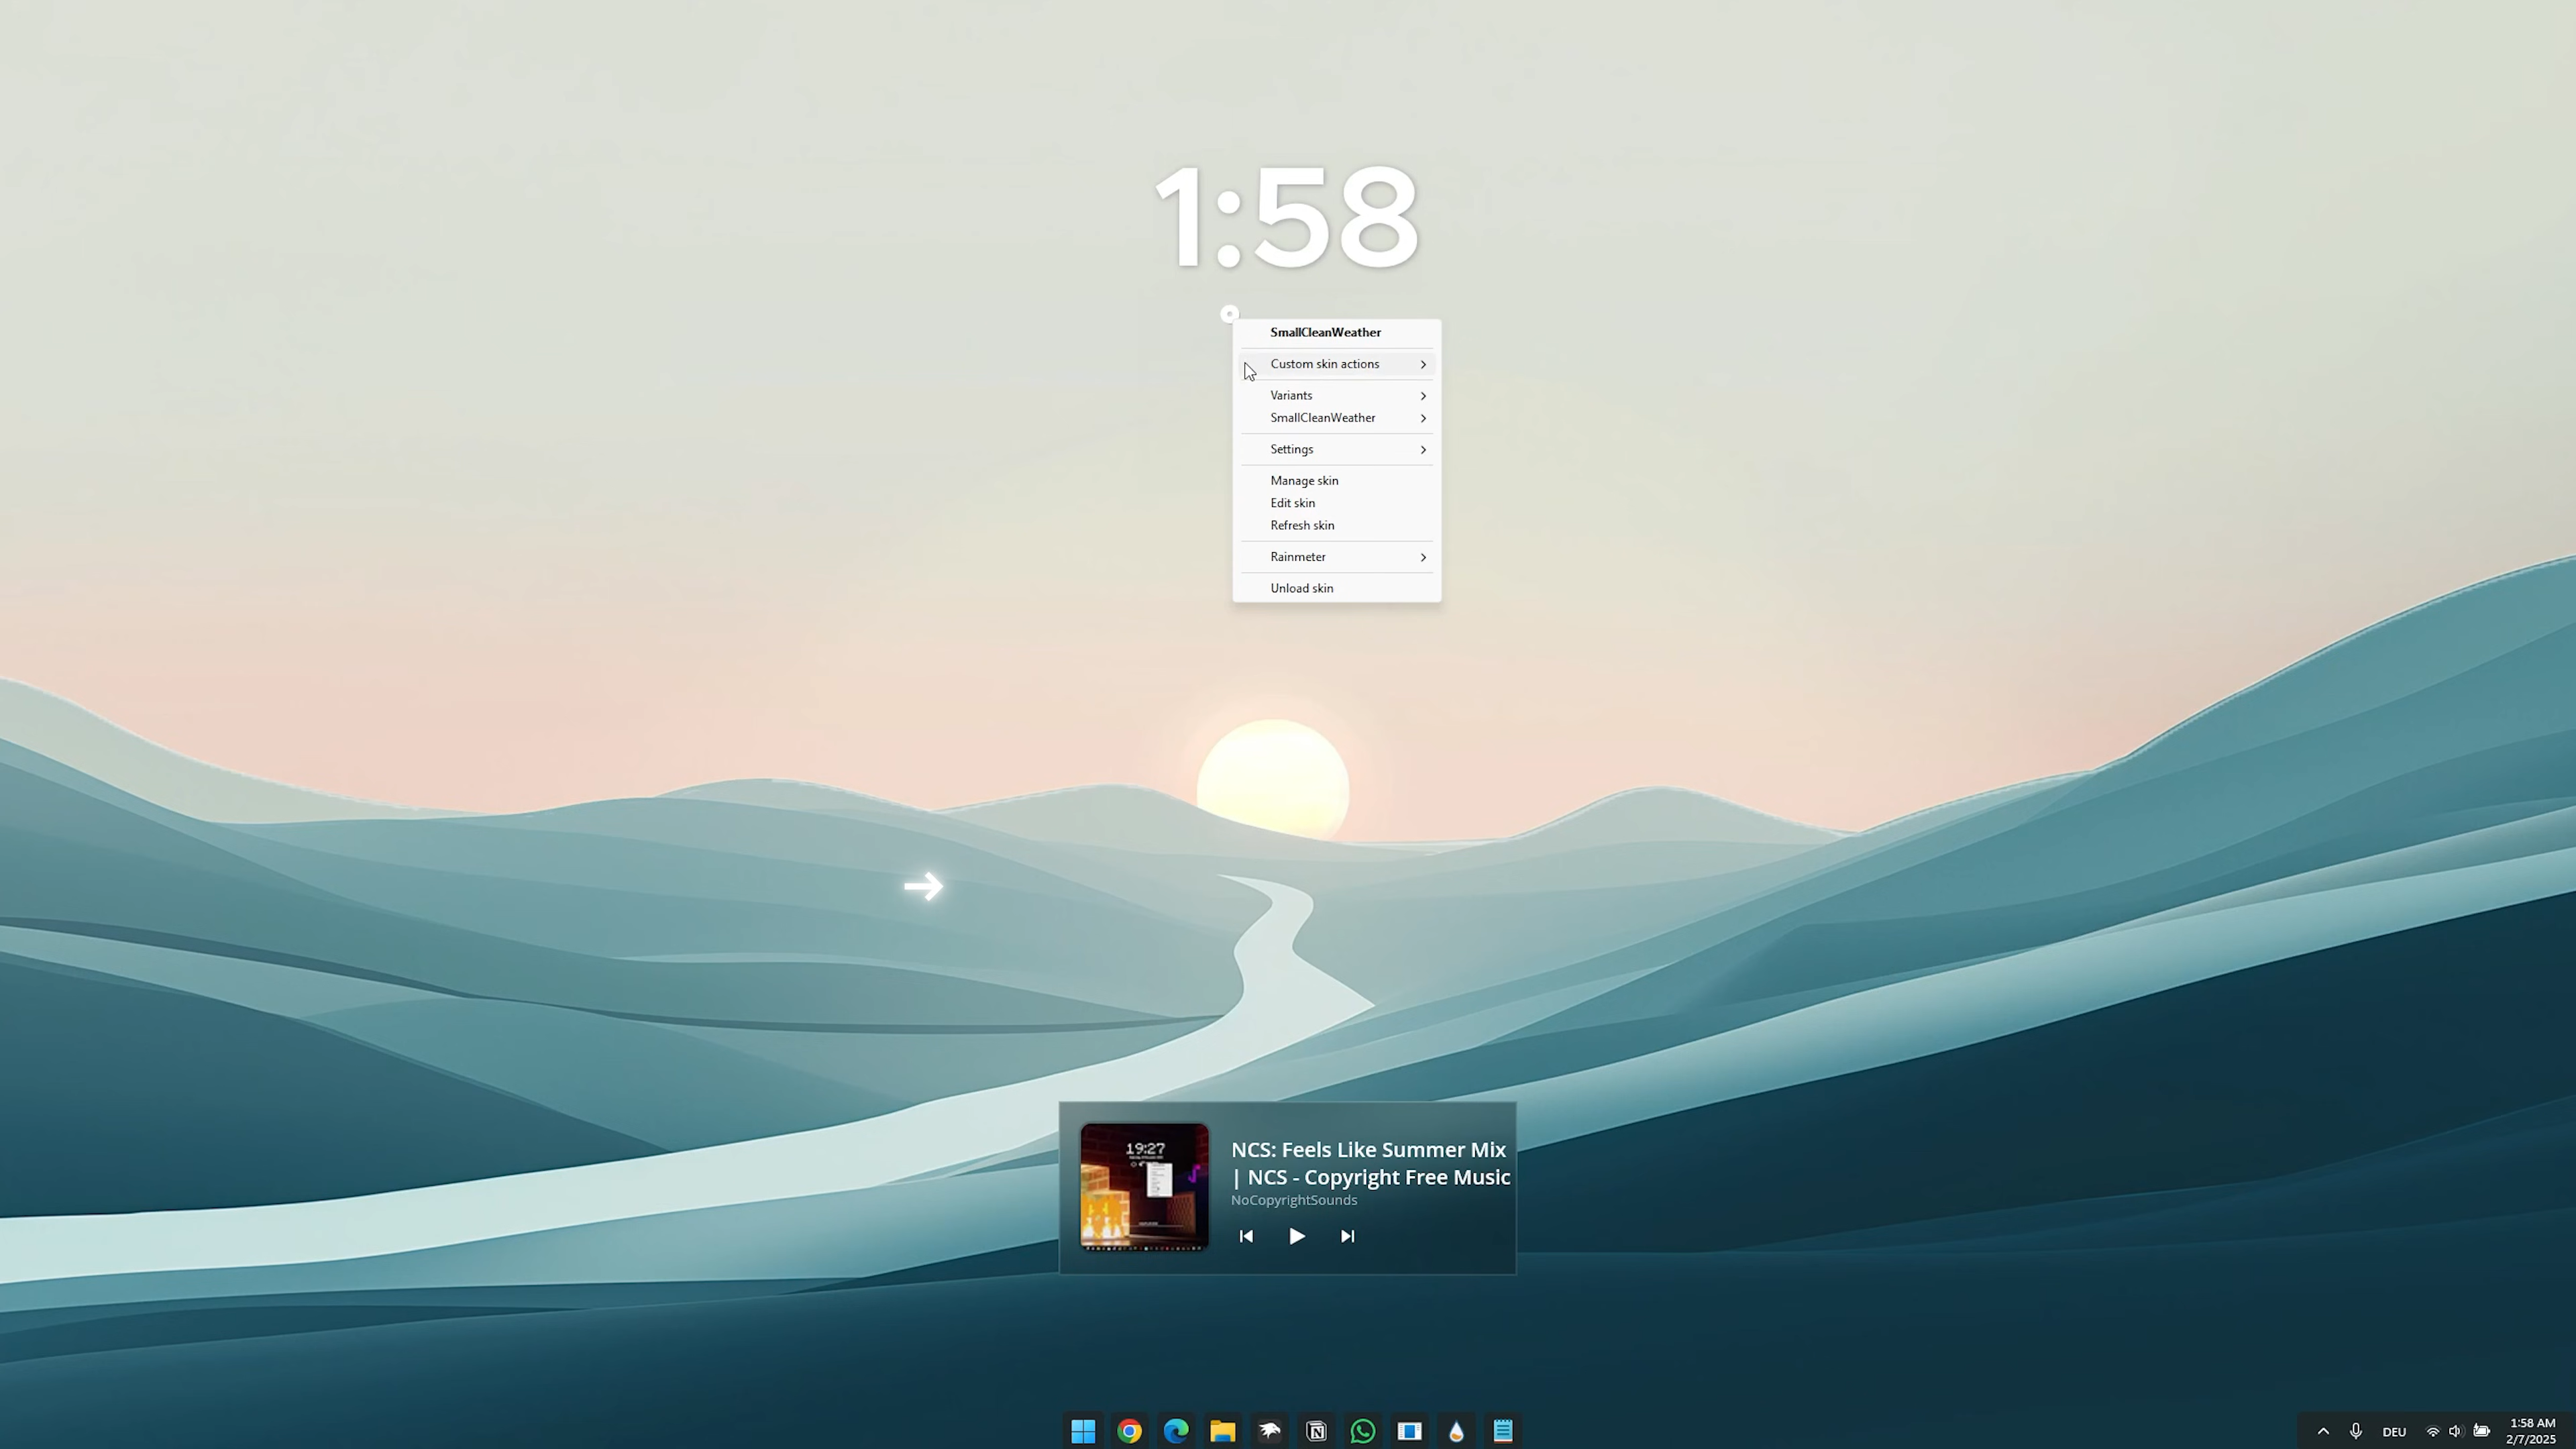 1:58
SmallCleanWeather
Custom skin actions
Variants
SmallCleanWeather
Settings
Manage skin
Edit skin
Refresh skin
Rainmeter
Unload skin
19:27
NCS: Feels Like Summer Mix
| NCS - Copyright Free Music
NoCopyrightSounds
DEU
1:58 AM
2/7/2025